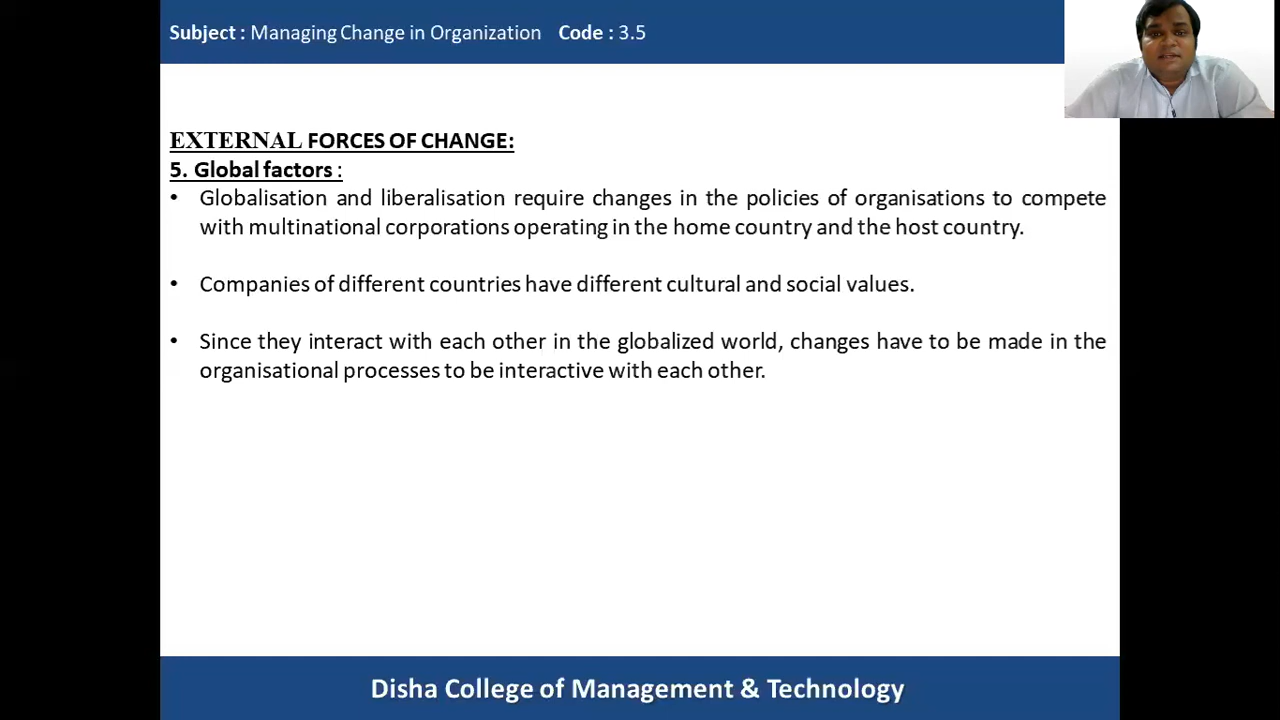 Subject : Managing Change in Organization Code : 3.5
EXTERNAL FORCES OF CHANGE:
5. Global factors :
• Globalisation and liberalisation require changes in the policies of organisations to compete
with multinational corporations operating in the home country and the host country.
• Companies of different countries have different cultural and social values.
• Since they interact with each other in the globalized world, changes have to be made in the
organisational processes to be interactive with each other.
Disha College of Management & Technology